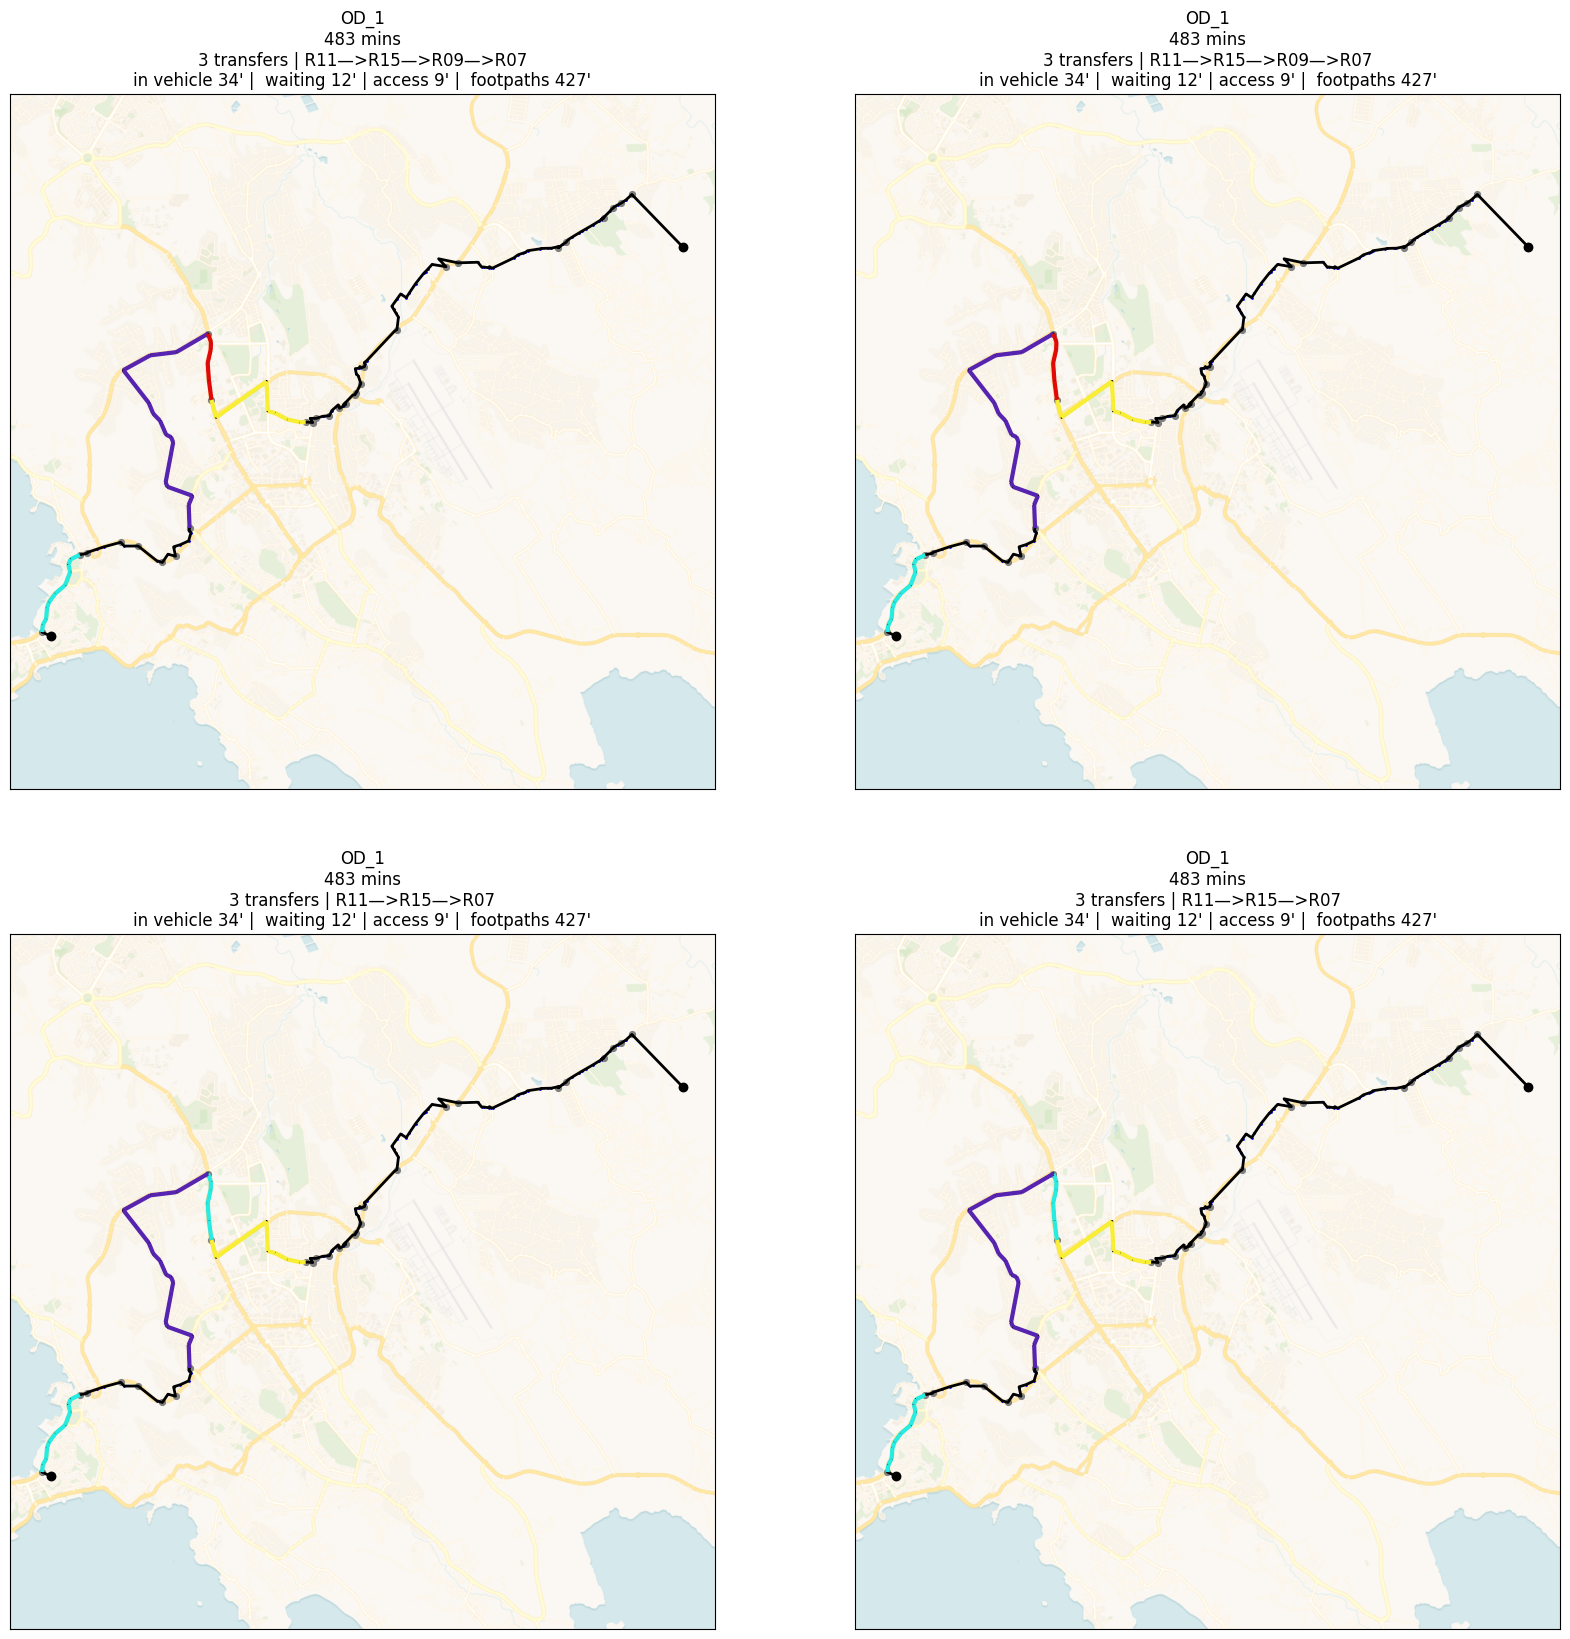 OD_1
483 mins
3 transfers | R11—>R15—>R09—>R07
in vehicle 34' |  waiting 12' | access 9' |  footpaths 427'
OD_1
483 mins
3 transfers | R11—>R15—>R09—>R07
in vehicle 34' |  waiting 12' | access 9' |  footpaths 427'
OD_1
483 mins
3 transfers | R11—>R15—>R07
in vehicle 34' |  waiting 12' | access 9' |  footpaths 427'
OD_1
483 mins
3 transfers | R11—>R15—>R07
in vehicle 34' |  waiting 12' | access 9' |  footpaths 427'